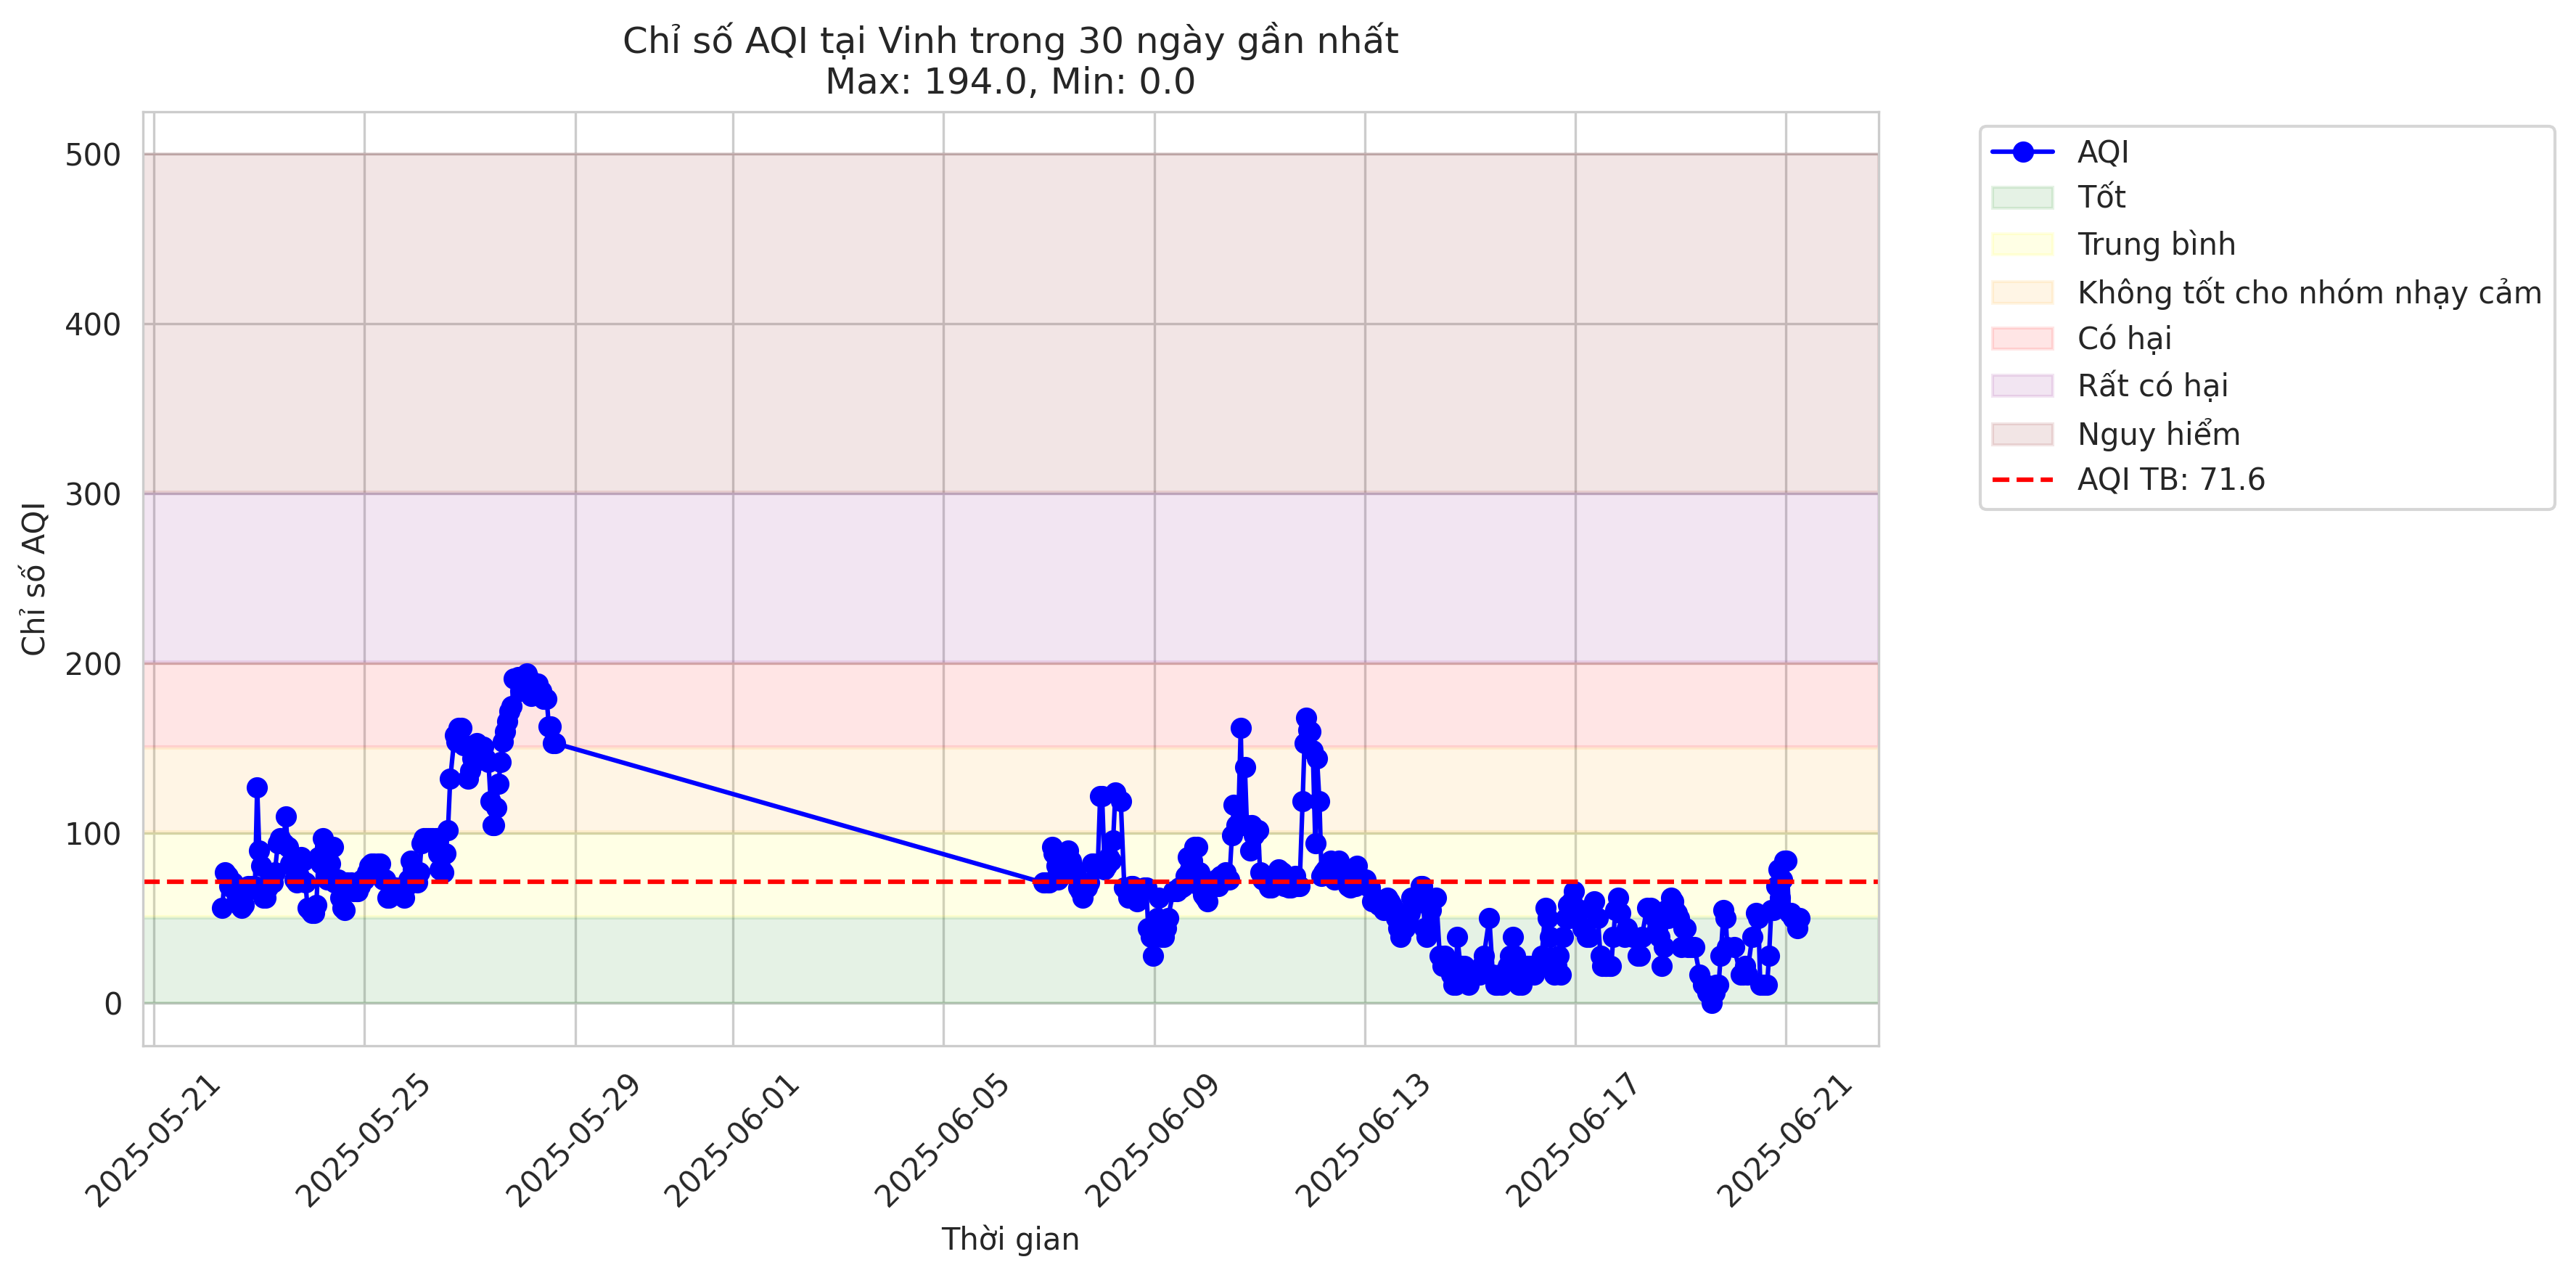 Chỉ số AQI tại Vinh trong 30 ngày gần nhất
Max: 194.0, Min: 0.0
Chỉ số AQI
500
400
300
200
100
0
2025-05-21
2025-05-25
2025-05-29
2025-06-01
2025-06-05
2025-06-09
2025-06-13
2025-06-17
2025-06-21
Thời gian
AQI
Tốt
Trung bình
Không tốt cho nhóm nhạy cảm
Có hại
Rất có hại
Nguy hiểm
AQI TB: 71.6